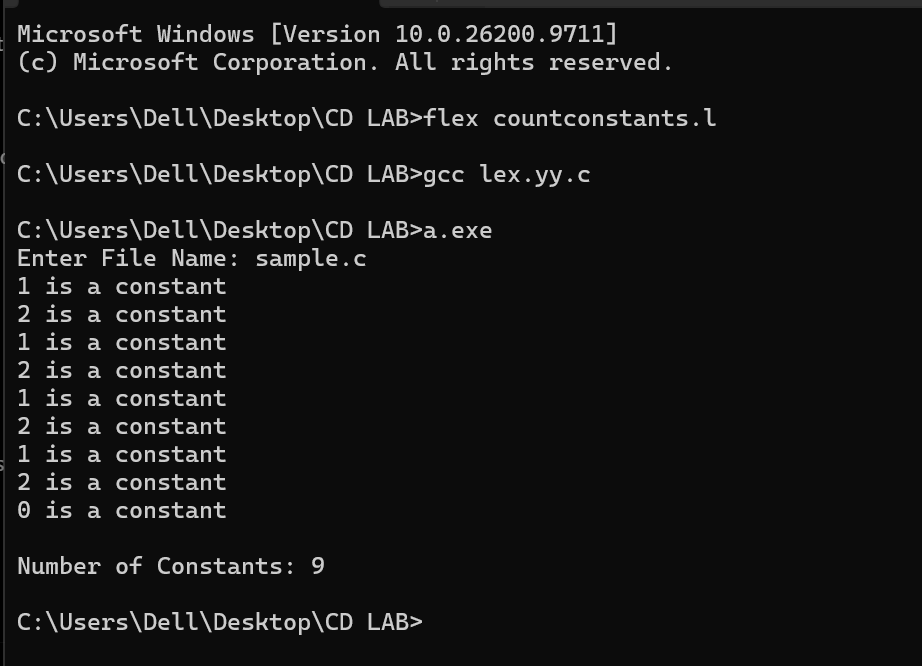 Microsoft Windows [Version 10.0.26200.9711]
(c) Microsoft Corporation. All rights reserved.
C:\Users\Dell\Desktop\CD LAB>flex countconstants.l
C:\Users\Dell\Desktop\CD LAB>gcc lex.yy.c
C:\Users\Dell\Desktop\CD LAB>a.exe
Enter File Name: sample.c
1 is a constant
2 is a constant
1 is a constant
2 is a constant
1 is a constant
2 is a constant
1 is a constant
2 is a constant
0 is a constant
Number of Constants: 9
C:\Users\Dell\Desktop\CD LAB>